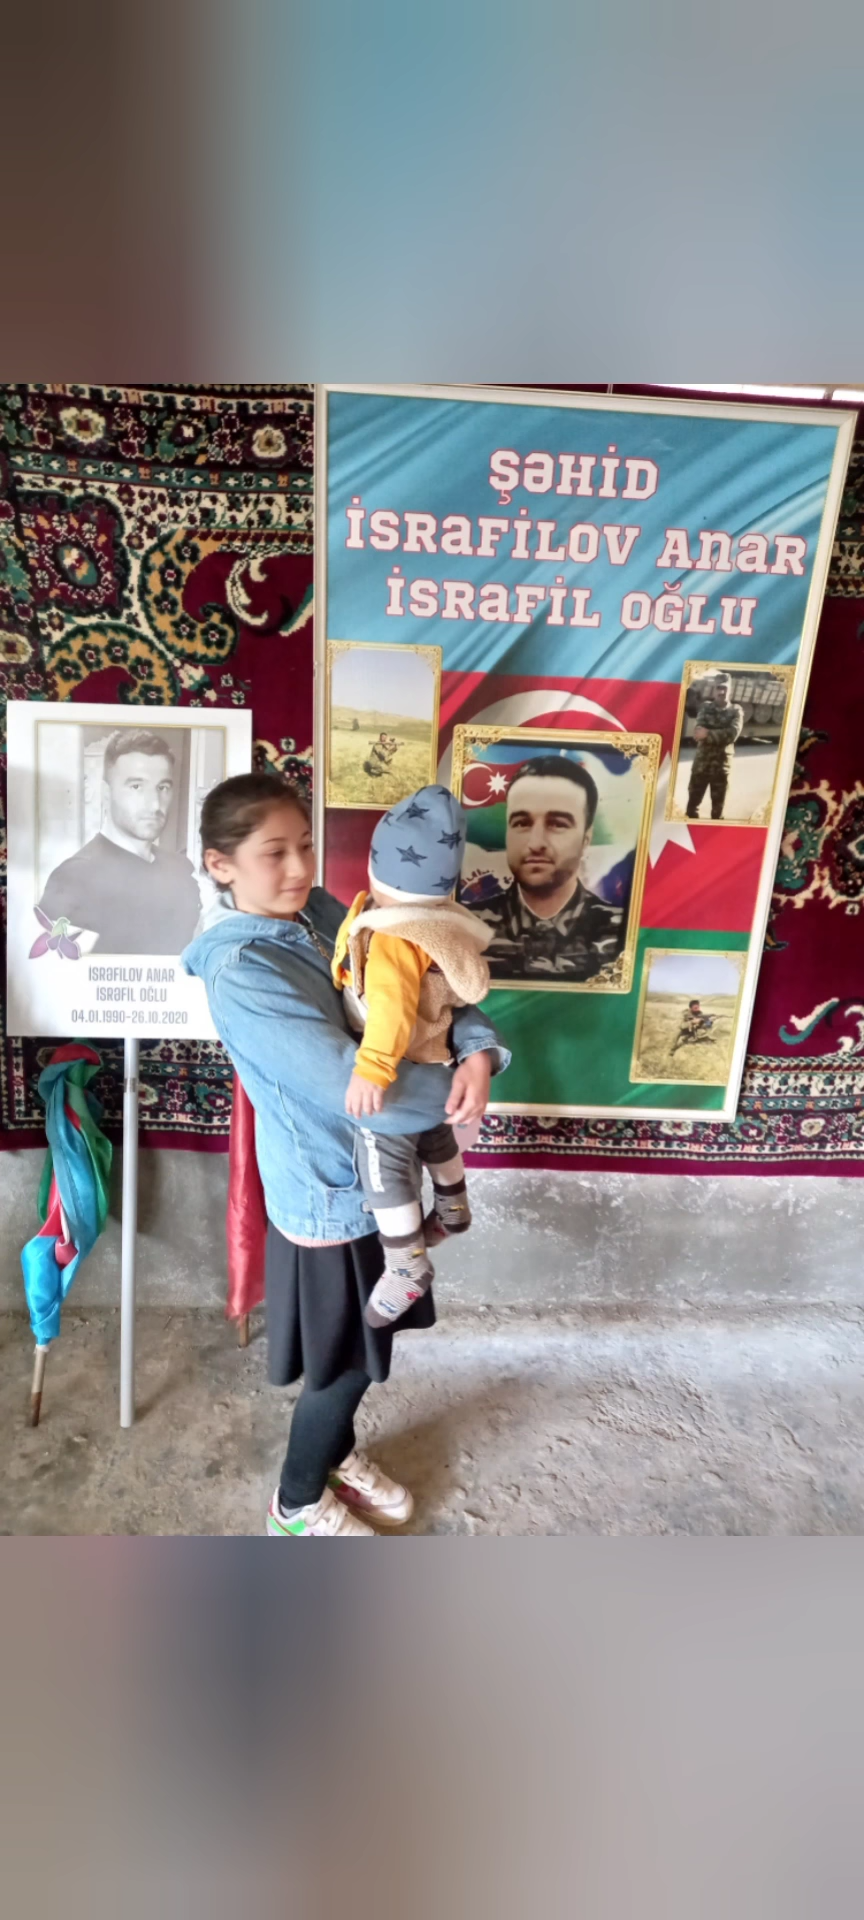 ŞəHİD
İSRaFİLOV Anar
İSRaFİL OĞLU
İSRƏFİLOV ANAR
İSRƏFİL OĞLU
04.01.1990-26.10.2020